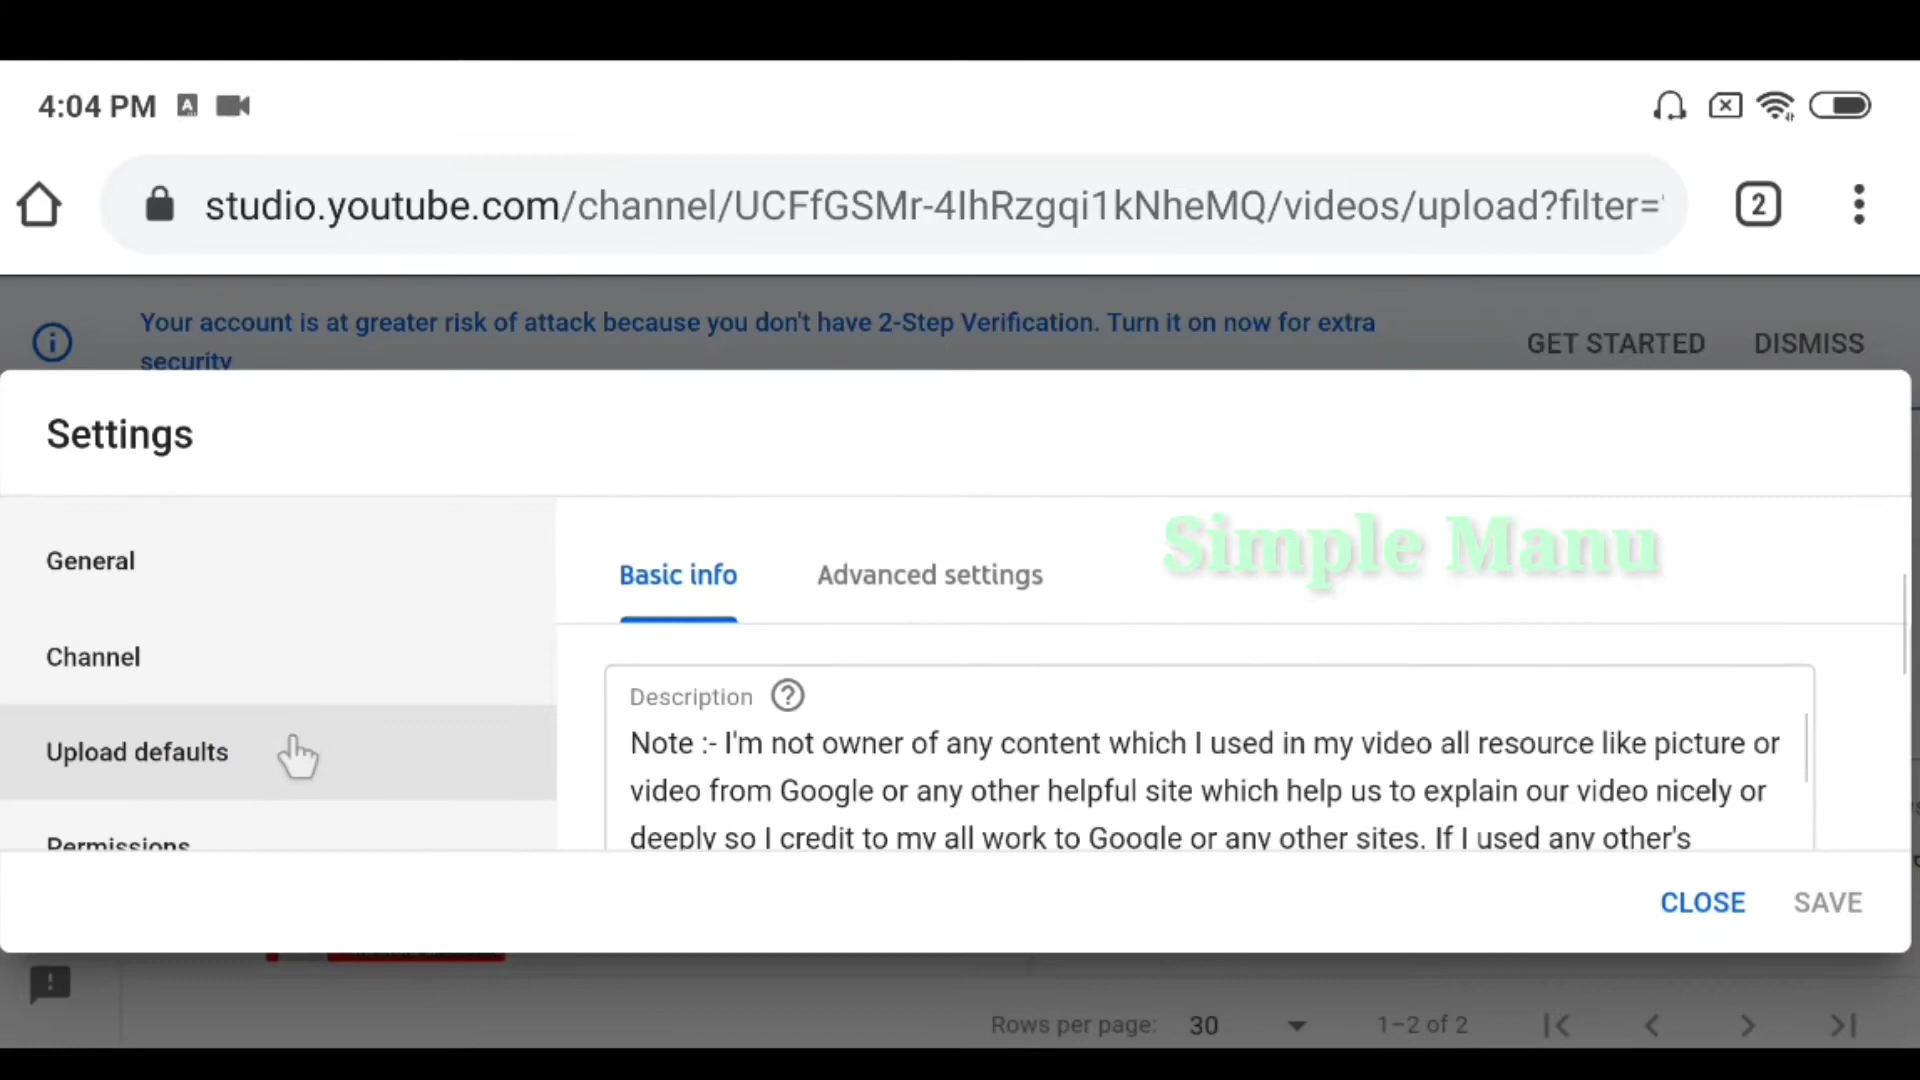 4:04 PM
studio.youtube.com/channel/UCFfGSMr-4IhRzgqi1kNheMQ/videos/upload?filter=
2
Your account is at greater risk of attack because you don't have 2-Step Verification. Turn it on now for extra
security
GET STARTED
DISMISS
Settings
Simple Manu
General
Basic info
Advanced settings
Channel
Description
Upload defaults
Note :- I'm not owner of any content which I used in my video all resource like picture or
video from Google or any other helpful site which help us to explain our video nicely or
deeply so I credit to my all work to Google or any other sites. If I used any other's
Permissions
CLOSE
SAVE
Rows per page:
30
1–2 of 2